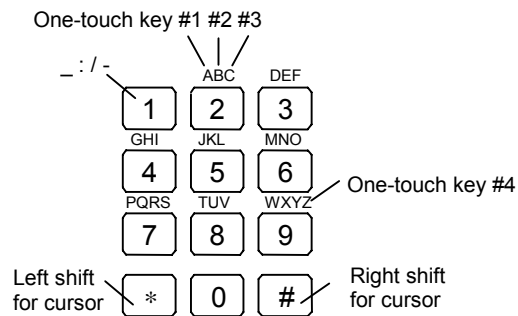 One-touch key #1 #2 #3
_ : / -
ABC DEF
1 2 3
GHI JKL MNO
4 5 6
One-touch key #4
PQRS TUV WXYZ
7 8 9
Left shift
for cursor
* 0 #
Right shift
for cursor